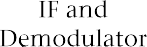 IF and
Demodulator